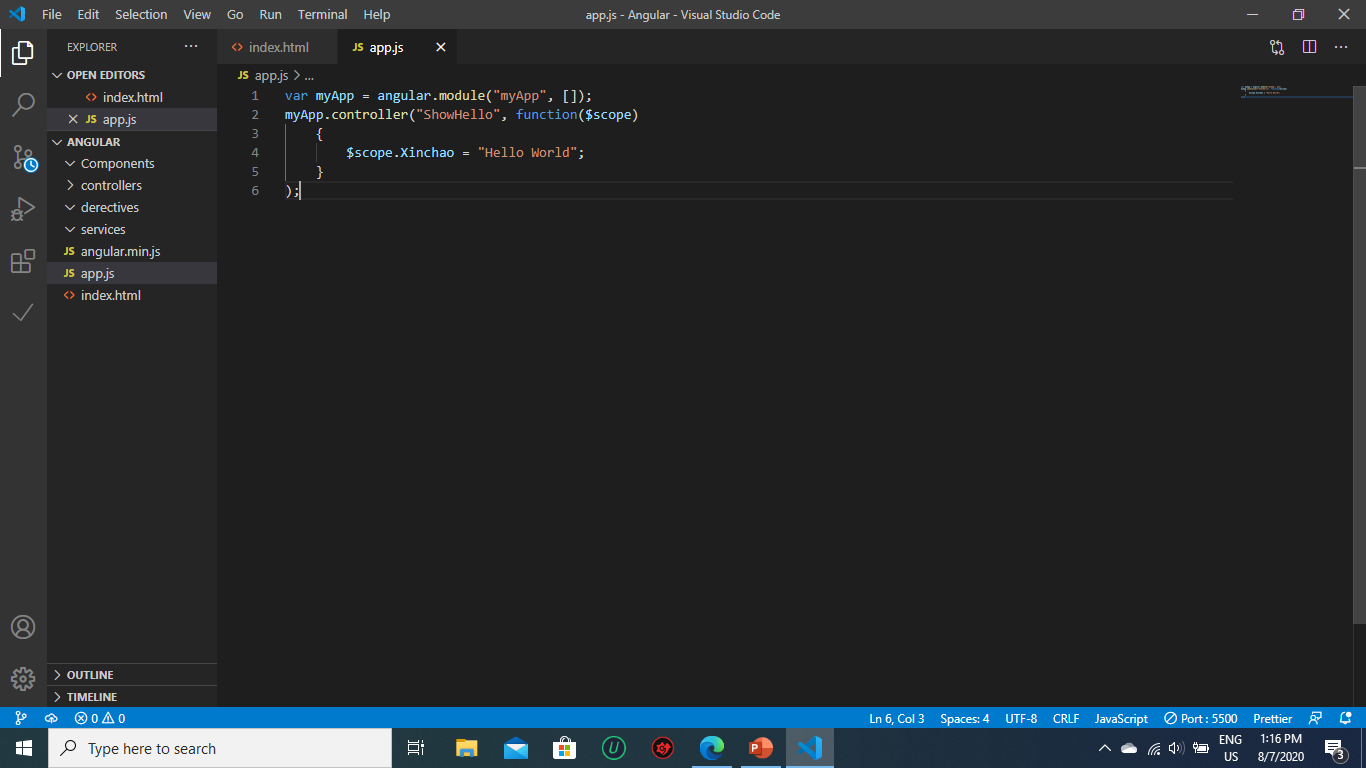 File Edit Selection View Go Run Terminal Help
app.js - Angular - Visual Studio Code
EXPLORER
OPEN EDITORS
index.html
JS app.js
ANGULAR
Components
controllers
derectives
services
JS angular.min.js
JS app.js
index.html
OUTLINE
TIMELINE
index.html
JS app.js
JS app.js > ...
1 var myApp = angular.module("myApp", []);
2 myApp.controller("ShowHello", function($scope)
3 {
4 $scope.Xinchao = "Hello World";
5 }
6 );
0 0
Ln 6, Col 3 Spaces: 4 UTF-8 CRLF JavaScript Port : 5500 Prettier
Type here to search
U
P
ENG
US
1:16 PM
8/7/2020
3